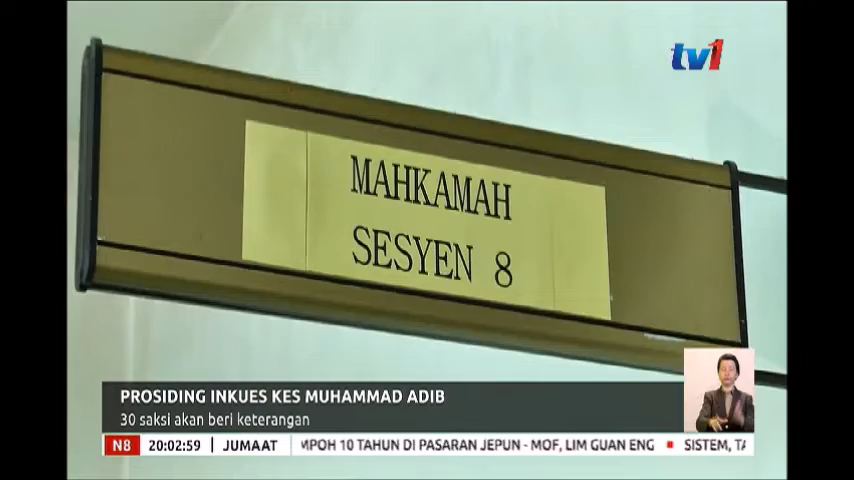 tv1
MAHKAMAH
SESYEN 8
PROSIDING INKUES KES MUHAMMAD ADIB
30 saksi akan beri keterangan
N8 20:02:59 | JUMAAT MPOH 10 TAHUN DI PASARAN JEPUN - MOF, LIM GUAN ENG ▪ SISTEM,